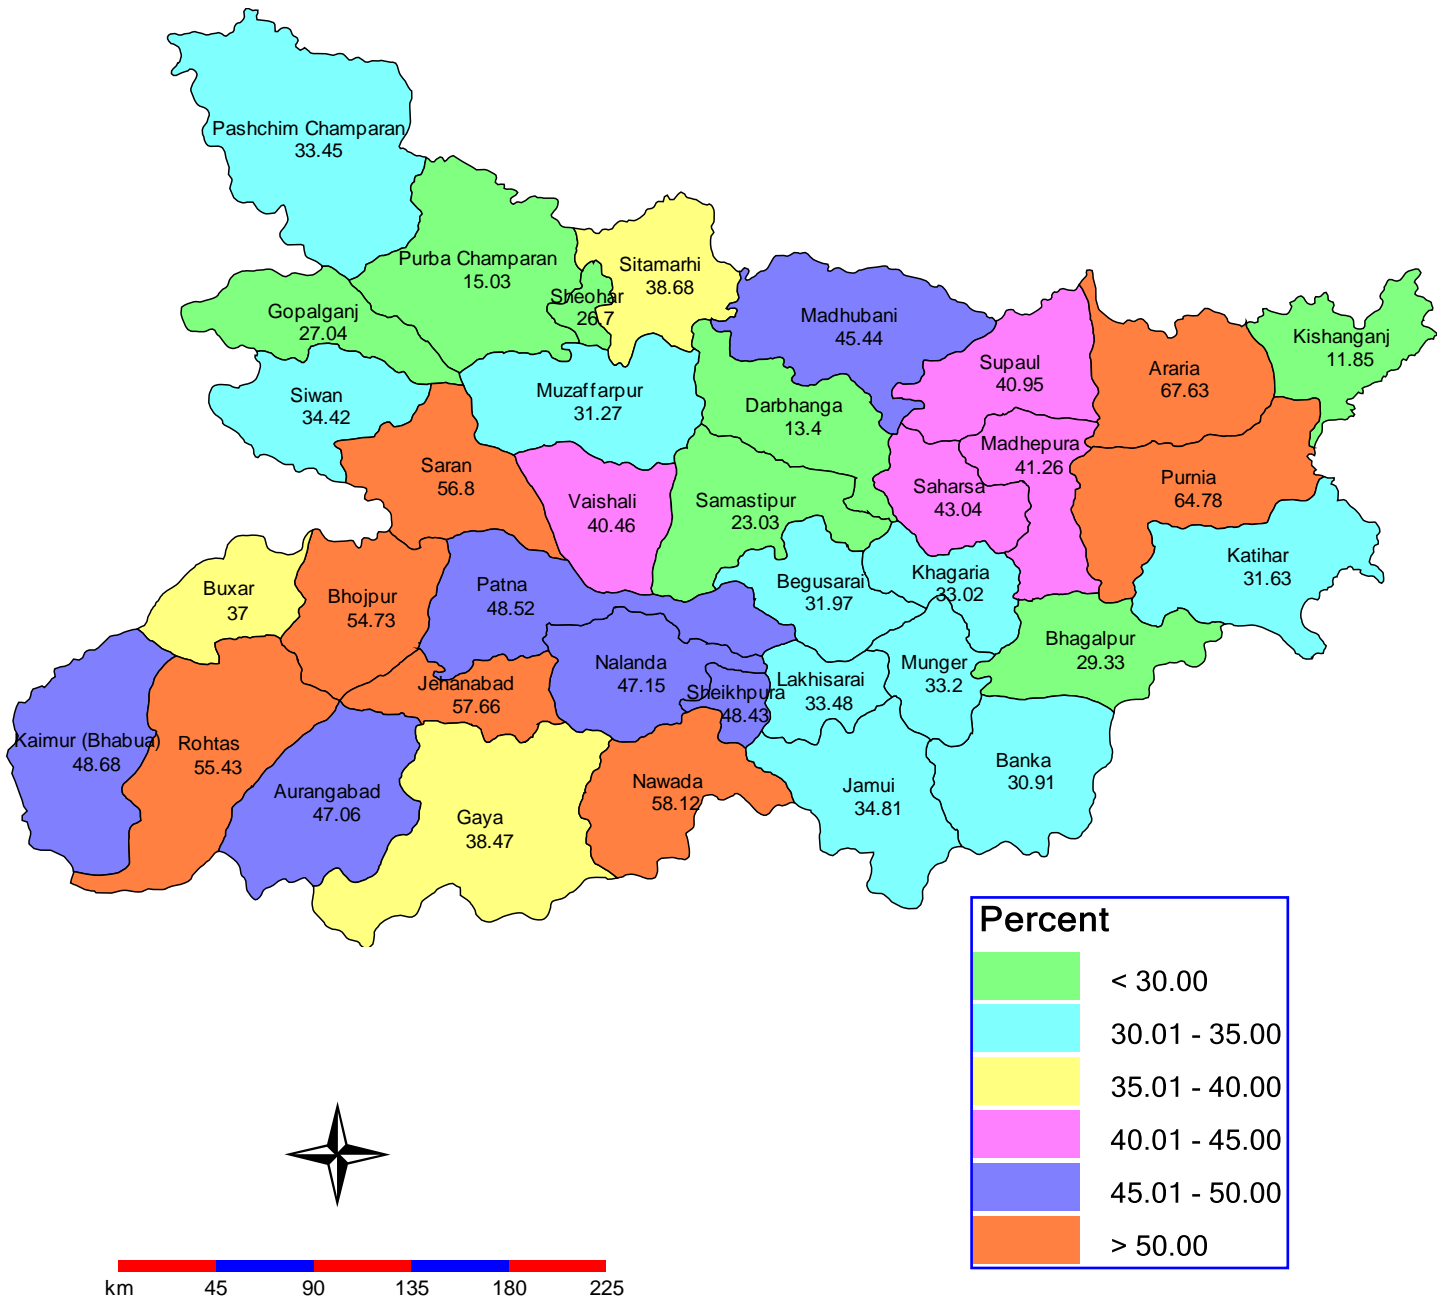 Pashchim Champaran
33.45
Purba Champaran
15.03
Sitamarhi
38.68
Sheohar
26.7
Gopalganj
27.04
Madhubani
45.44
Kishanganj
11.85
Supaul
40.95
Araria
67.63
Siwan
34.42
Muzaffarpur
31.27
Darbhanga
13.4
Madhepura
41.26
Saran
56.8
Vaishali
40.46
Samastipur
23.03
Saharsa
43.04
Purnia
64.78
Katihar
31.63
Buxar
37
Bhojpur
54.73
Patna
48.52
Begusarai
31.97
Khagaria
33.02
Bhagalpur
29.33
Nalanda
47.15
Munger
33.2
Jehanabad
57.66
Sheikhpura
48.43
Lakhisarai
33.48
Kaimur (Bhabua)
48.68
Rohtas
55.43
Aurangabad
47.06
Gaya
38.47
Nawada
58.12
Jamui
34.81
Banka
30.91
Percent
< 30.00
30.01 - 35.00
35.01 - 40.00
40.01 - 45.00
45.01 - 50.00
> 50.00
km 45 90 135 180 225